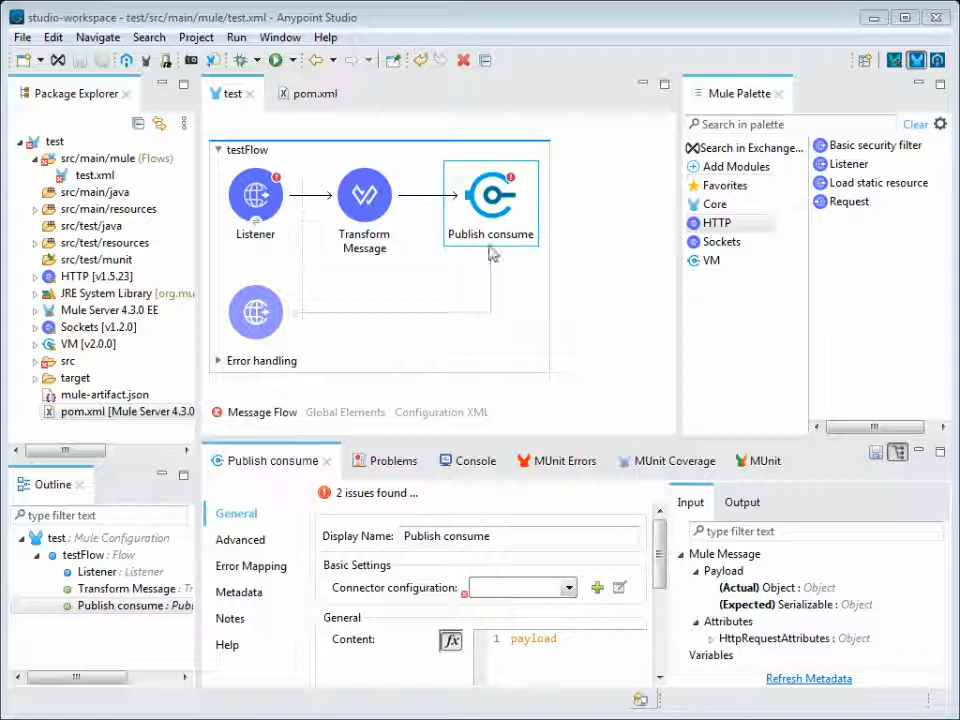 studio-workspace - test/src/main/mule/test.xml - Anypoint Studio
File Edit Navigate Search Project Run Window Help
Package Explorer
test
src/main/mule (Flows)
test.xml
src/main/java
src/main/resources
src/test/java
src/test/resources
src/test/munit
HTTP [v1.5.23]
JRE System Library [org.mu
Mule Server 4.3.0 EE
Sockets [v1.2.0]
VM [v2.0.0]
src
target
mule-artifact.json
pom.xml [Mule Server 4.3.0
test
pom.xml
testFlow
Listener
Transform
Message
Publish consume
Error handling
Message Flow Global Elements Configuration XML
Mule Palette
Search in palette
Clear
Search in Exchange...
Add Modules
Favorites
Core
HTTP
Sockets
VM
Basic security filter
Listener
Load static resource
Request
Outline
type filter text
test : Mule Configuration
testFlow : Flow
Listener : Listener
Transform Message : Tr
Publish consume : Pub
Publish consume
Problems
Console
MUnit Errors
MUnit Coverage
MUnit
General
Advanced
Error Mapping
Metadata
Notes
Help
2 issues found ...
Display Name: Publish consume
Basic Settings
Connector configuration:
General
Content: fx 1 payload
Input Output
type filter text
Mule Message
Payload
(Actual) Object : Object
(Expected) Serializable : Object
Attributes
HttpRequestAttributes : Object
Variables
Refresh Metadata